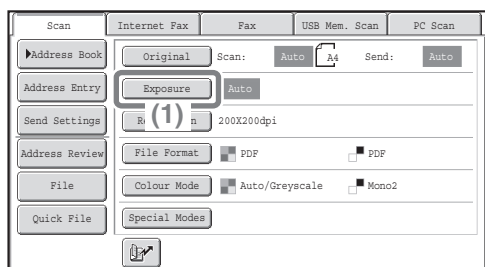 Scan Internet Fax Fax USB Mem. Scan PC Scan
Address Book Original Scan: Auto A4 Send: Auto
Address Entry Exposure Auto
Send Settings (1) 200X200dpi
Address Review File Format PDF PDF
File Colour Mode Auto/Greyscale Mono2
Quick File Special Modes